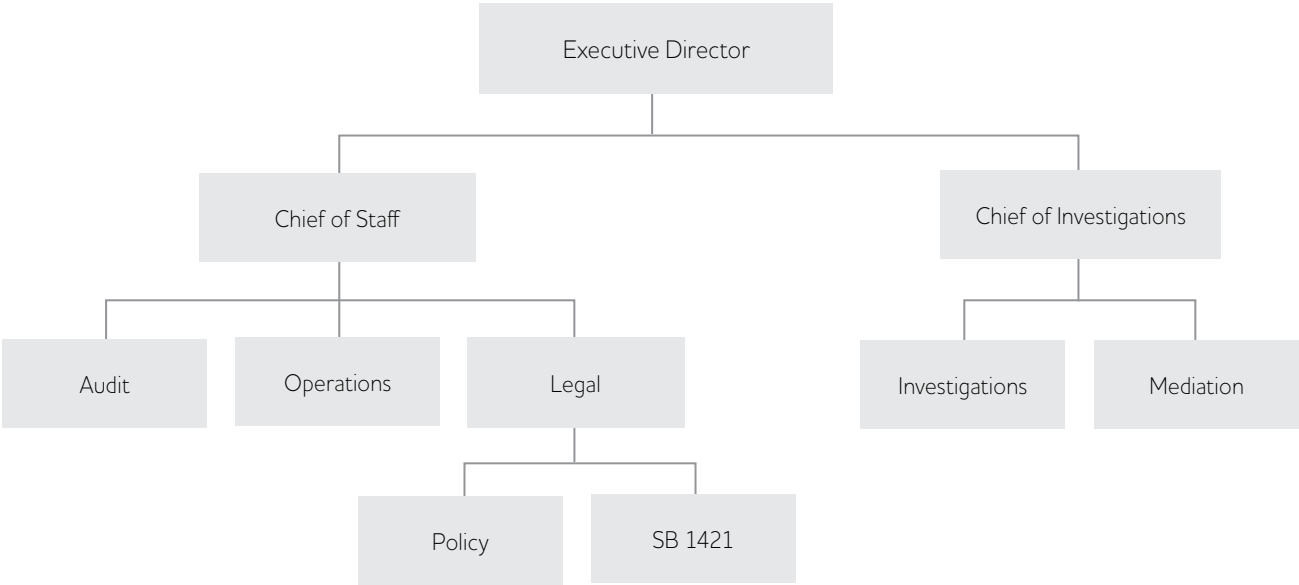 Executive Director
Chief of Staff
Chief of Investigations
Audit
Operations
Legal
Investigations
Mediation
Policy
SB 1421